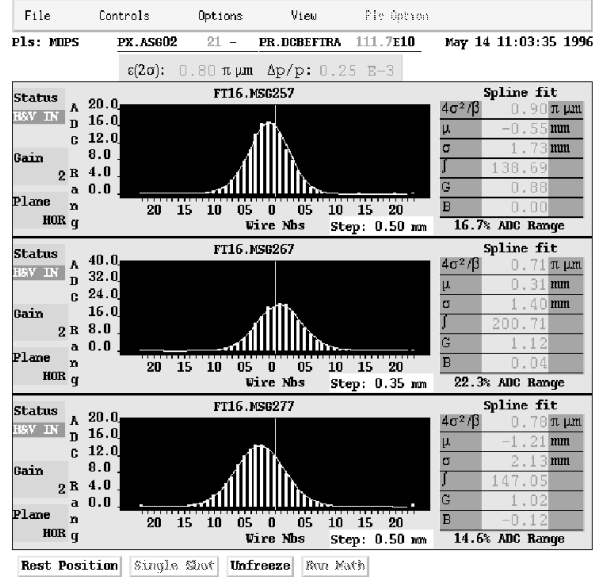 File Controls Options View Pls Option
Pls: MDPS PX.ASG02 21 - PR.DCBEFTRA 111.7E10 May 14 11:03:35 1996
ε(2σ): 0.80 π μm Δp/p: 0.25 E-3
FT16.MSG257 Spline fit
Status
H&V IN
Gain
2
Plane
HOR
ADC Rang
20.0
16.0
12.0
8.0
4.0
0.0
20 15 10 05 0 05 10 15 20
Wire Nbs Step: 0.50 mm
4σ²/β 0.90 π μm
μ -0.55 mm
σ 1.73 mm
∫ 138.69
G 0.88
B 0.00
16.7% ADC Range
FT16.MSG267 Spline fit
Status
H&V IN
Gain
2
Plane
HOR
ADC Rang
40.0
32.0
24.0
16.0
8.0
0.0
20 15 10 05 0 05 10 15 20
Wire Nbs Step: 0.35 mm
4σ²/β 0.71 π μm
μ 0.31 mm
σ 1.40 mm
∫ 200.71
G 1.12
B 0.04
22.3% ADC Range
FT16.MSG277 Spline fit
Status
H&V IN
Gain
2
Plane
HOR
ADC Rang
20.0
16.0
12.0
8.0
4.0
0.0
20 15 10 05 0 05 10 15 20
Wire Nbs Step: 0.50 mm
4σ²/β 0.78 π μm
μ -1.21 mm
σ 2.13 mm
∫ 147.05
G 1.02
B -0.12
14.6% ADC Range
Rest Position Single Shot Unfreeze Run Math